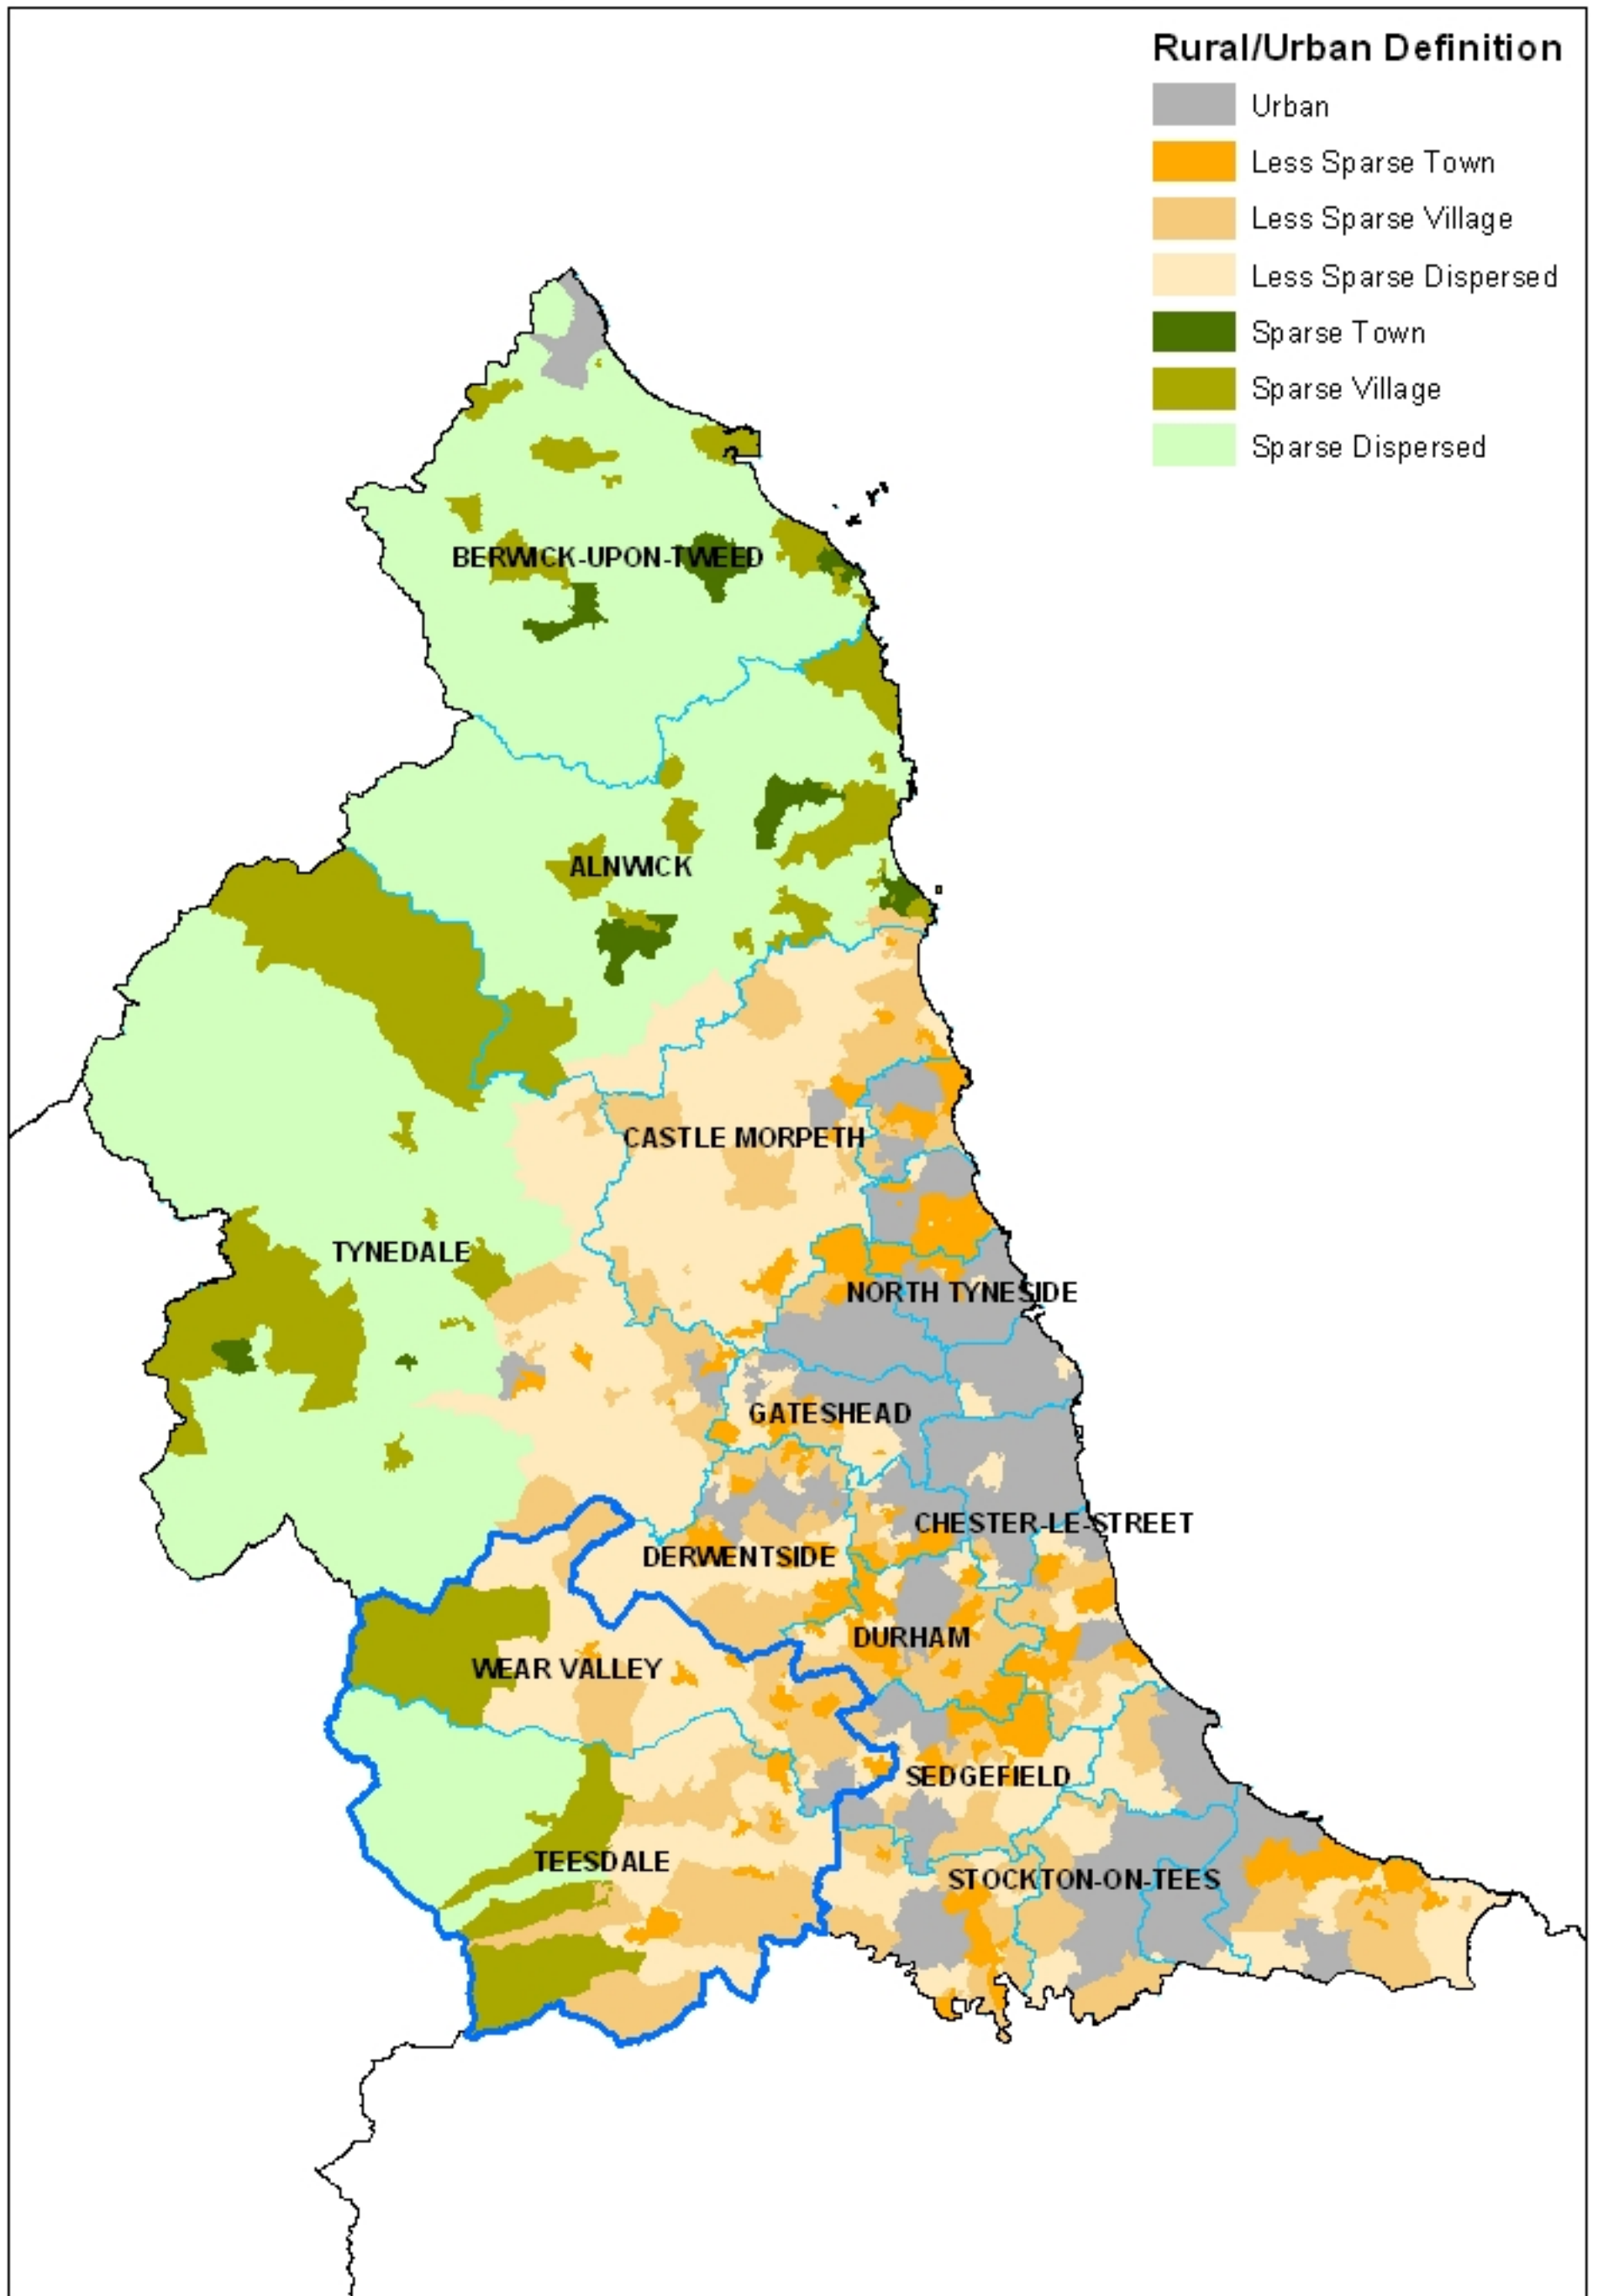 Rural/Urban Definition
Urban
Less Sparse Town
Less Sparse Village
Less Sparse Dispersed
Sparse Town
Sparse Village
Sparse Dispersed
BERWICK-UPON-TWEED
ALNWICK
CASTLE MORPETH
TYNEDALE
NORTH TYNESIDE
GATESHEAD
CHESTER-LE-STREET
DERWENTSIDE
DURHAM
WEAR VALLEY
SEDGEFIELD
TEESDALE
STOCKTON-ON-TEES